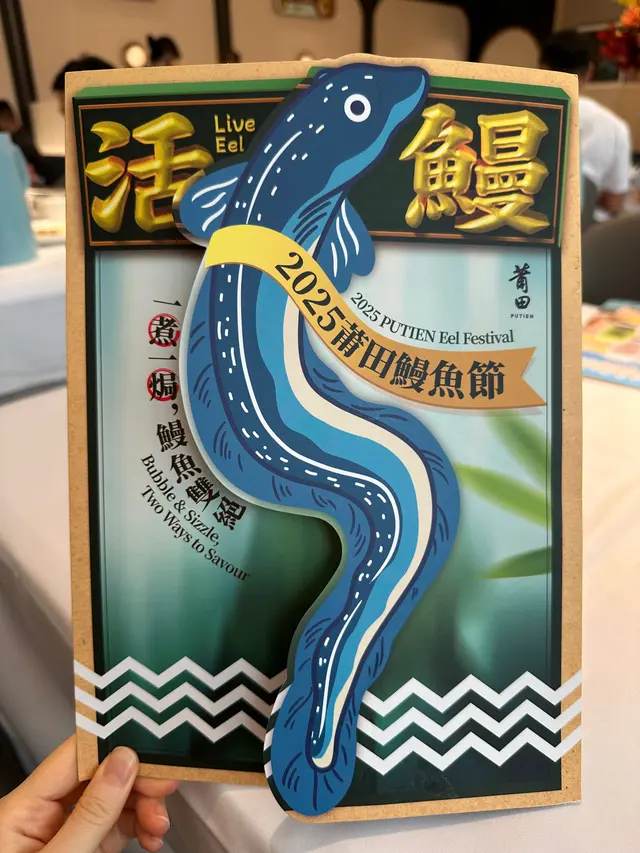 活
Live
Eel
鰻
莆田
PUTIEN
2025 PUTIEN Eel Festival
2025莆田鰻魚節
一煮一焗，鰻魚雙絕
Bubble & Sizzle,
Two Ways to Savour